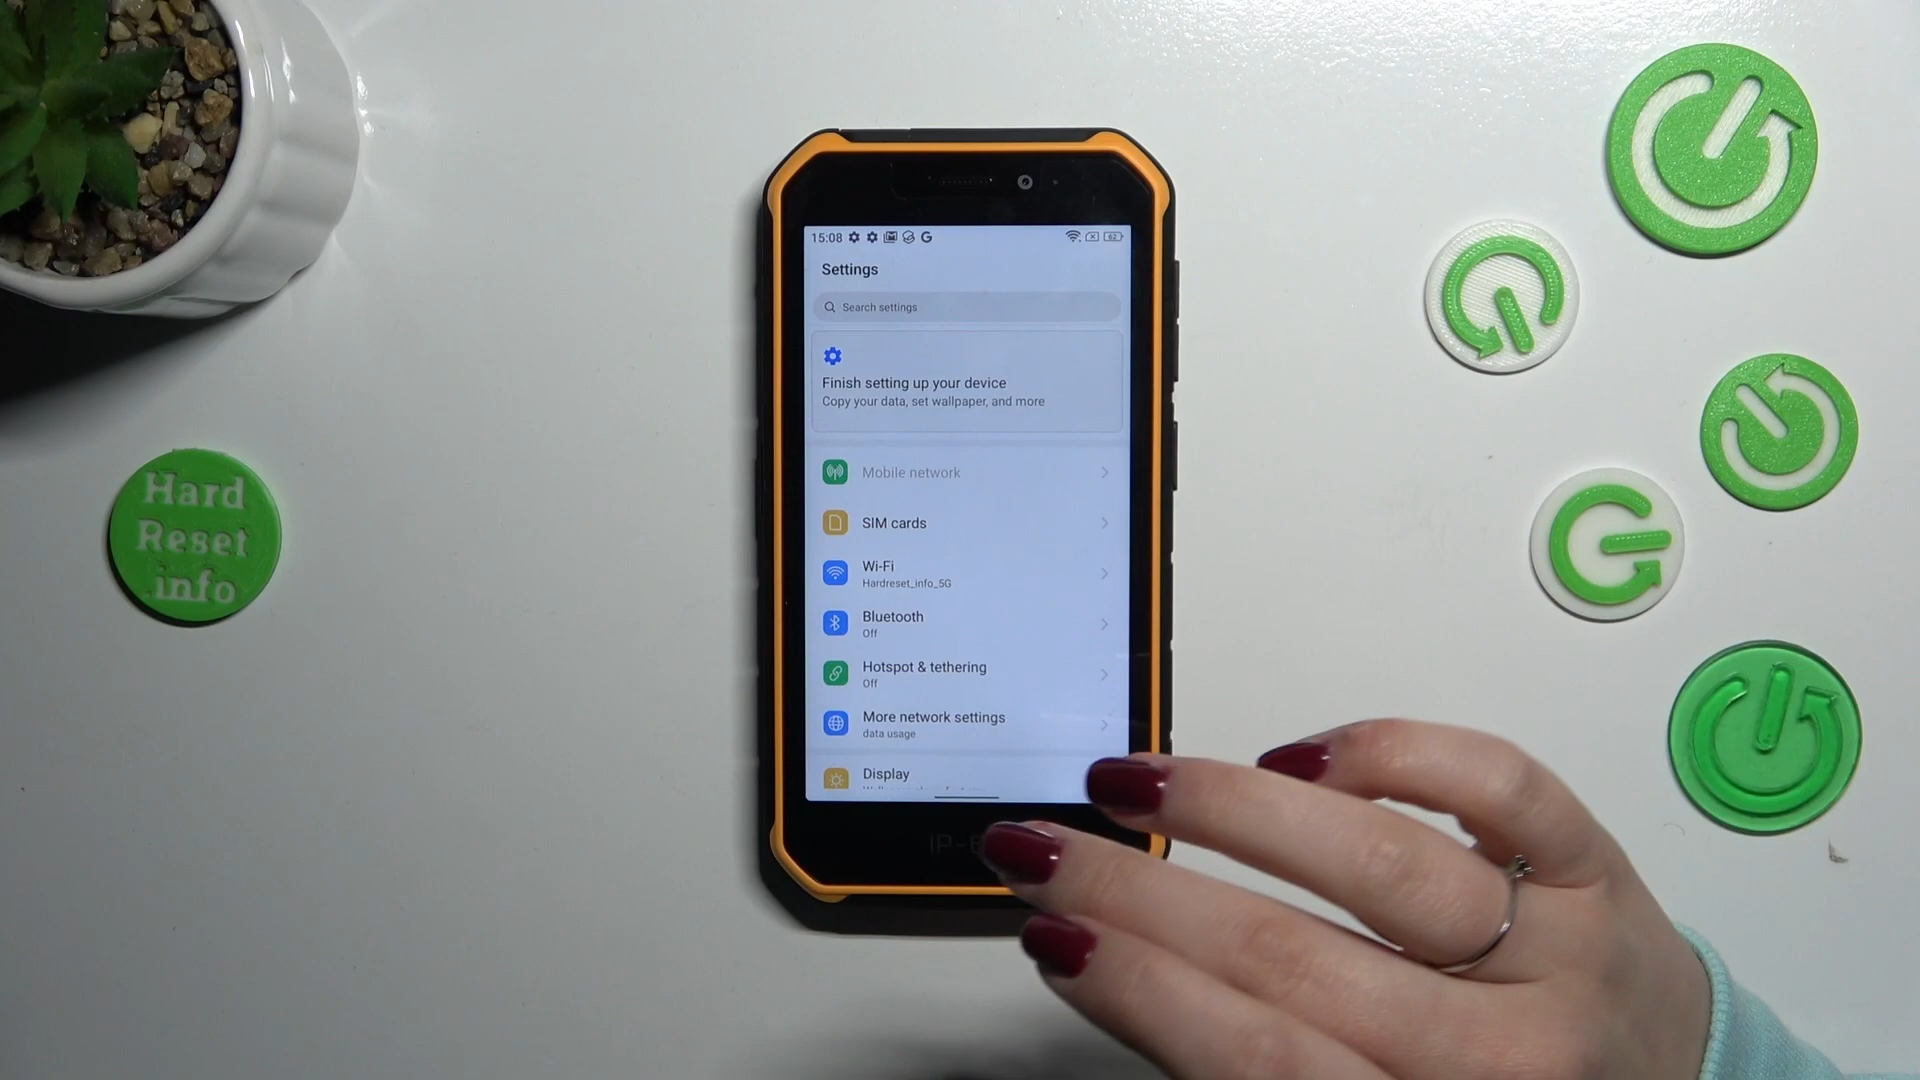 Hard
Reset
.info
15:08
62
Settings
Search settings
Finish setting up your device
Copy your data, set wallpaper, and more
Mobile network
SIM cards
Wi-Fi
Hardreset_info_5G
Bluetooth
Off
Hotspot & tethering
Off
More network settings
data usage
Display